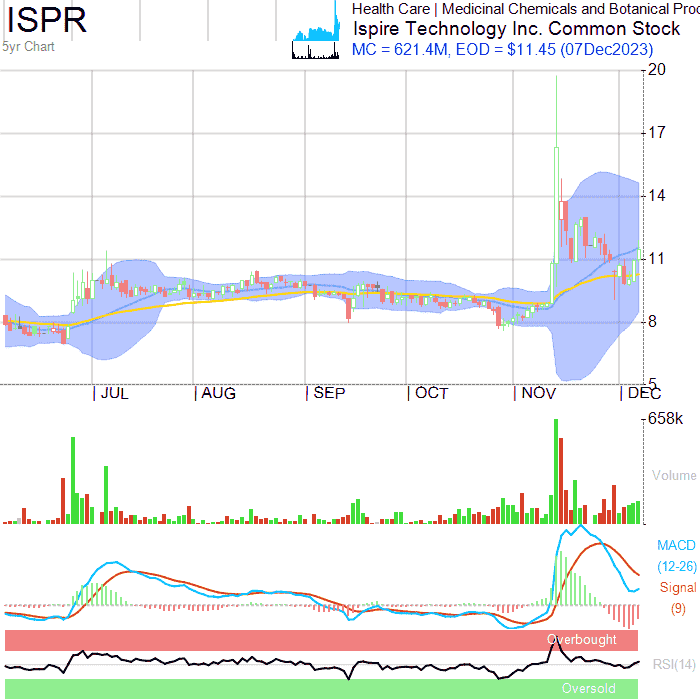 ISPR
Health Care | Medicinal Chemicals and Botanical Proc
Ispire Technology Inc. Common Stock
5yr Chart
MC = 621.4M, EOD = $11.45 (07Dec2023)
20
17
14
11
8
5
JUL AUG SEP OCT NOV DEC
658k
Volume
MACD
(12-26)
Signal
(9)
Overbought
RSI(14)
Oversold